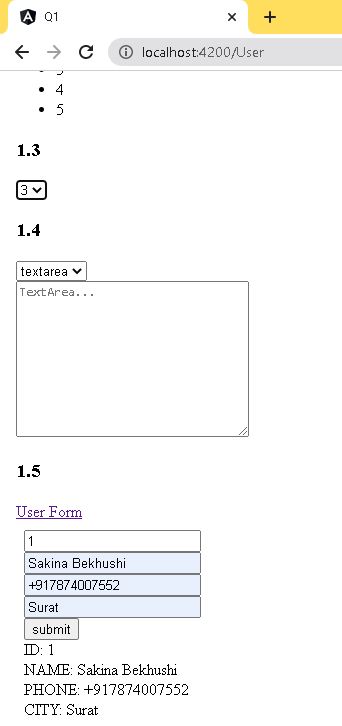 Q1
localhost:4200/User
4
5
1.3
3
1.4
textarea
TextArea...
1.5
User Form
1
Sakina Bekhushi
+917874007552
Surat
submit
ID: 1
NAME: Sakina Bekhushi
PHONE: +917874007552
CITY: Surat